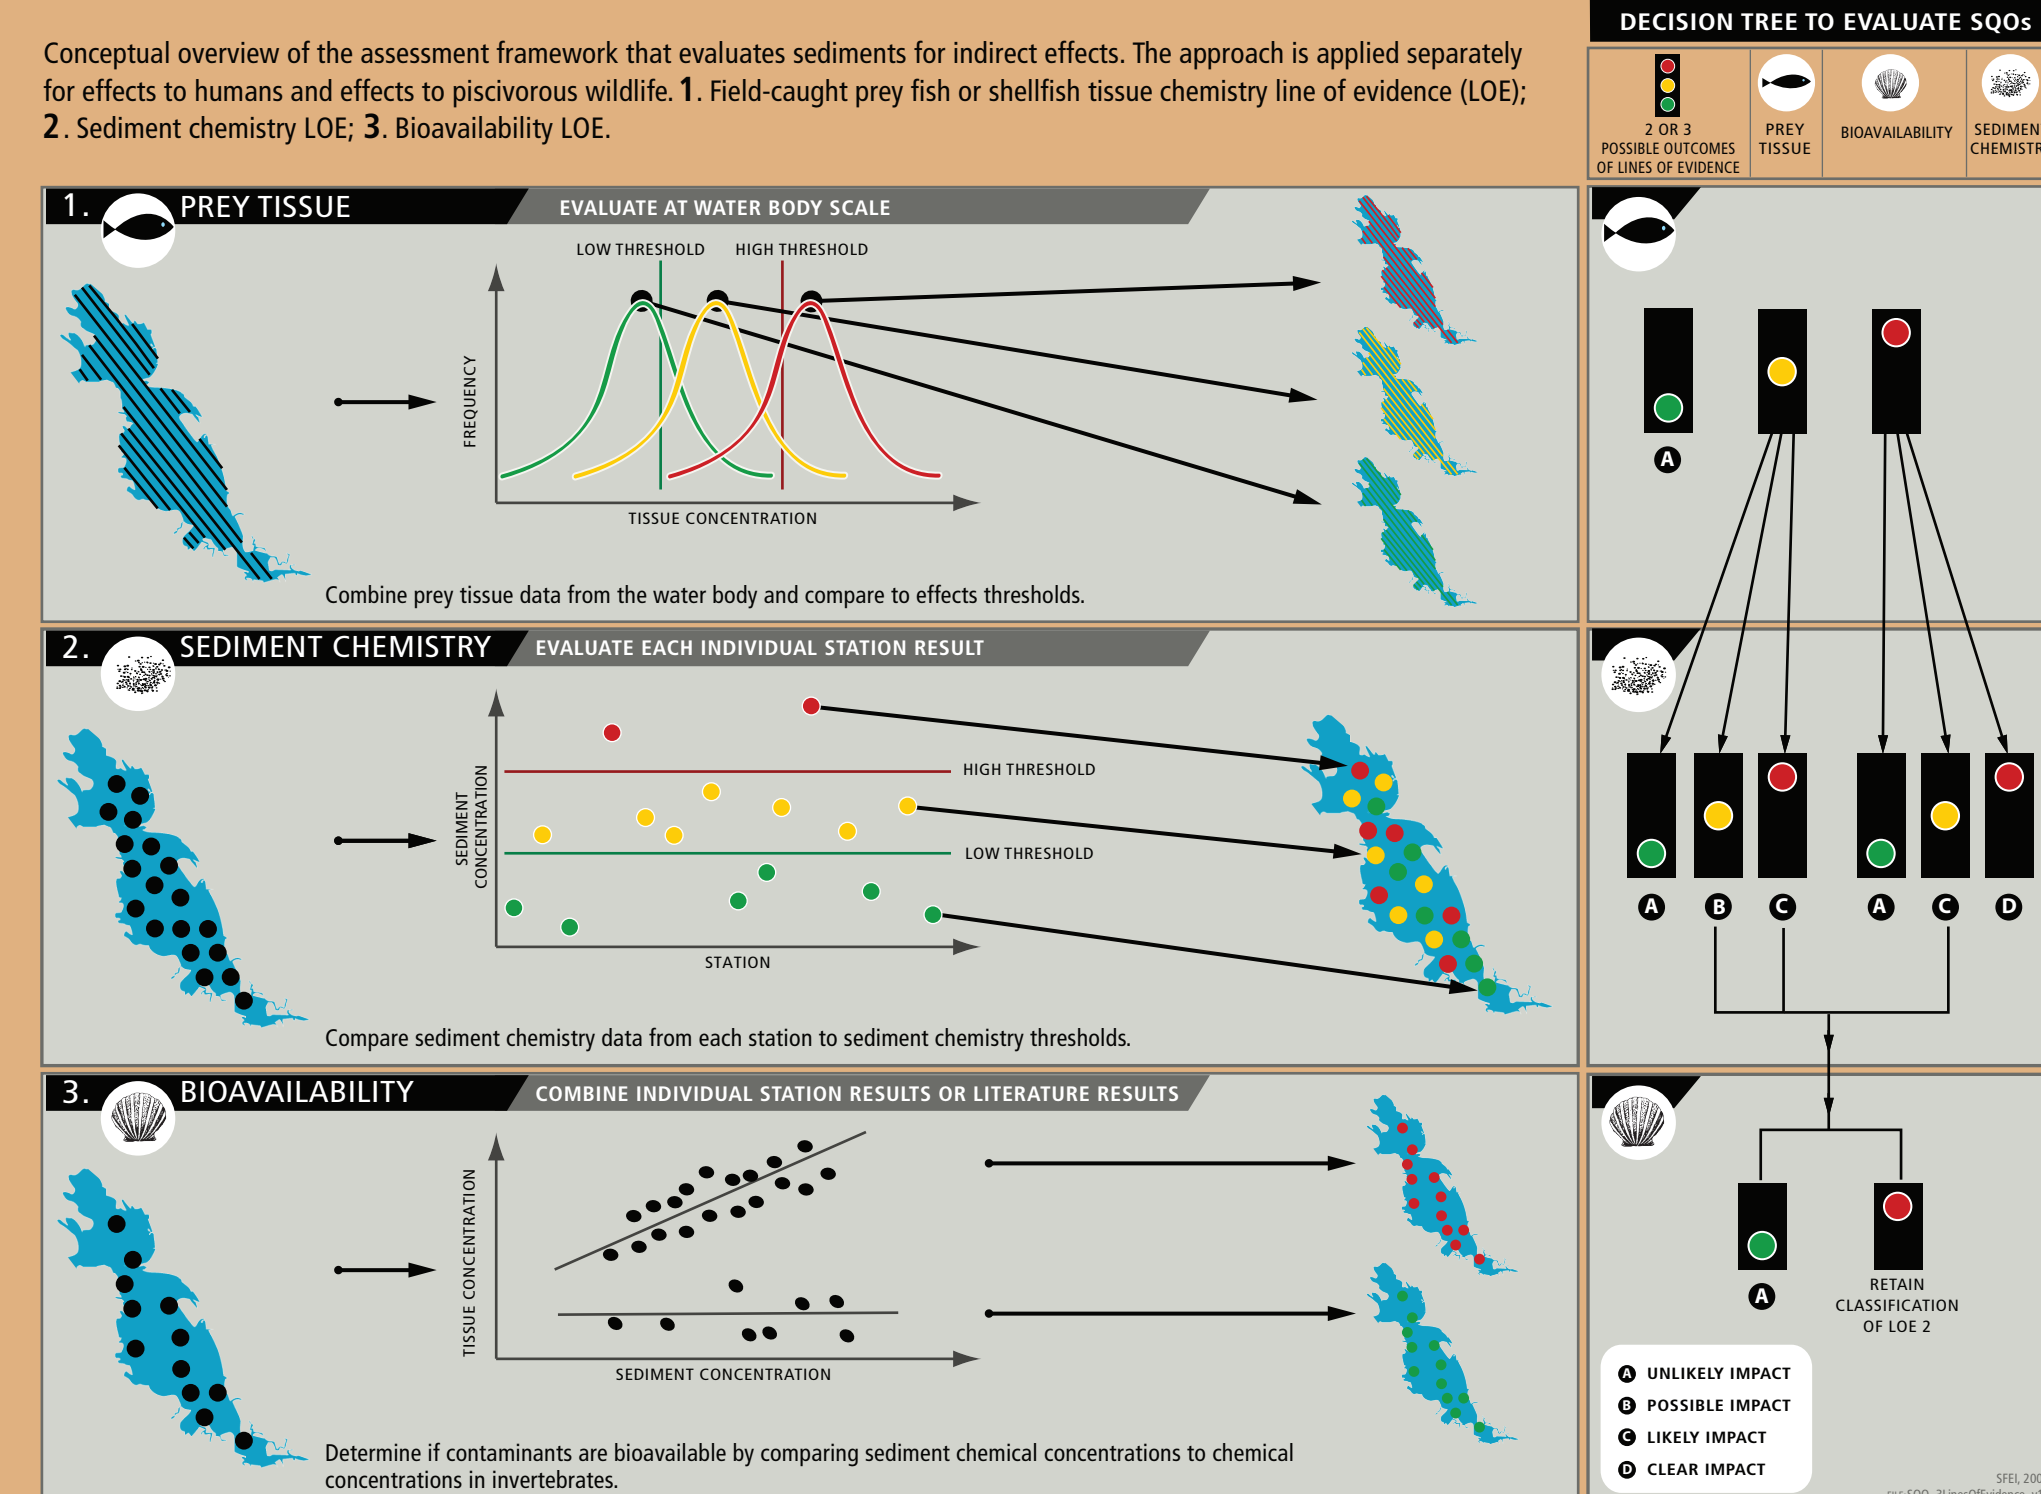 Conceptual overview of the assessment framework that evaluates sediments for indirect effects. The approach is applied separately
for effects to humans and effects to piscivorous wildlife. 1. Field-caught prey fish or shellfish tissue chemistry line of evidence (LOE);
2. Sediment chemistry LOE; 3. Bioavailability LOE.
DECISION TREE TO EVALUATE SQOs
2 OR 3
POSSIBLE OUTCOMES
OF LINES OF EVIDENCE
PREY
TISSUE
BIOAVAILABILITY
SEDIMEN
CHEMISTR
1. PREY TISSUE
EVALUATE AT WATER BODY SCALE
LOW THRESHOLD
HIGH THRESHOLD
FREQUENCY
TISSUE CONCENTRATION
Combine prey tissue data from the water body and compare to effects thresholds.
A
2. SEDIMENT CHEMISTRY
EVALUATE EACH INDIVIDUAL STATION RESULT
SEDIMENT
CONCENTRATION
HIGH THRESHOLD
LOW THRESHOLD
STATION
Compare sediment chemistry data from each station to sediment chemistry thresholds.
A B C A C D
3. BIOAVAILABILITY
COMBINE INDIVIDUAL STATION RESULTS OR LITERATURE RESULTS
TISSUE CONCENTRATION
SEDIMENT CONCENTRATION
Determine if contaminants are bioavailable by comparing sediment chemical concentrations to chemical
concentrations in invertebrates.
A
RETAIN
CLASSIFICATION
OF LOE 2
A UNLIKELY IMPACT
B POSSIBLE IMPACT
C LIKELY IMPACT
D CLEAR IMPACT
SFEI, 200